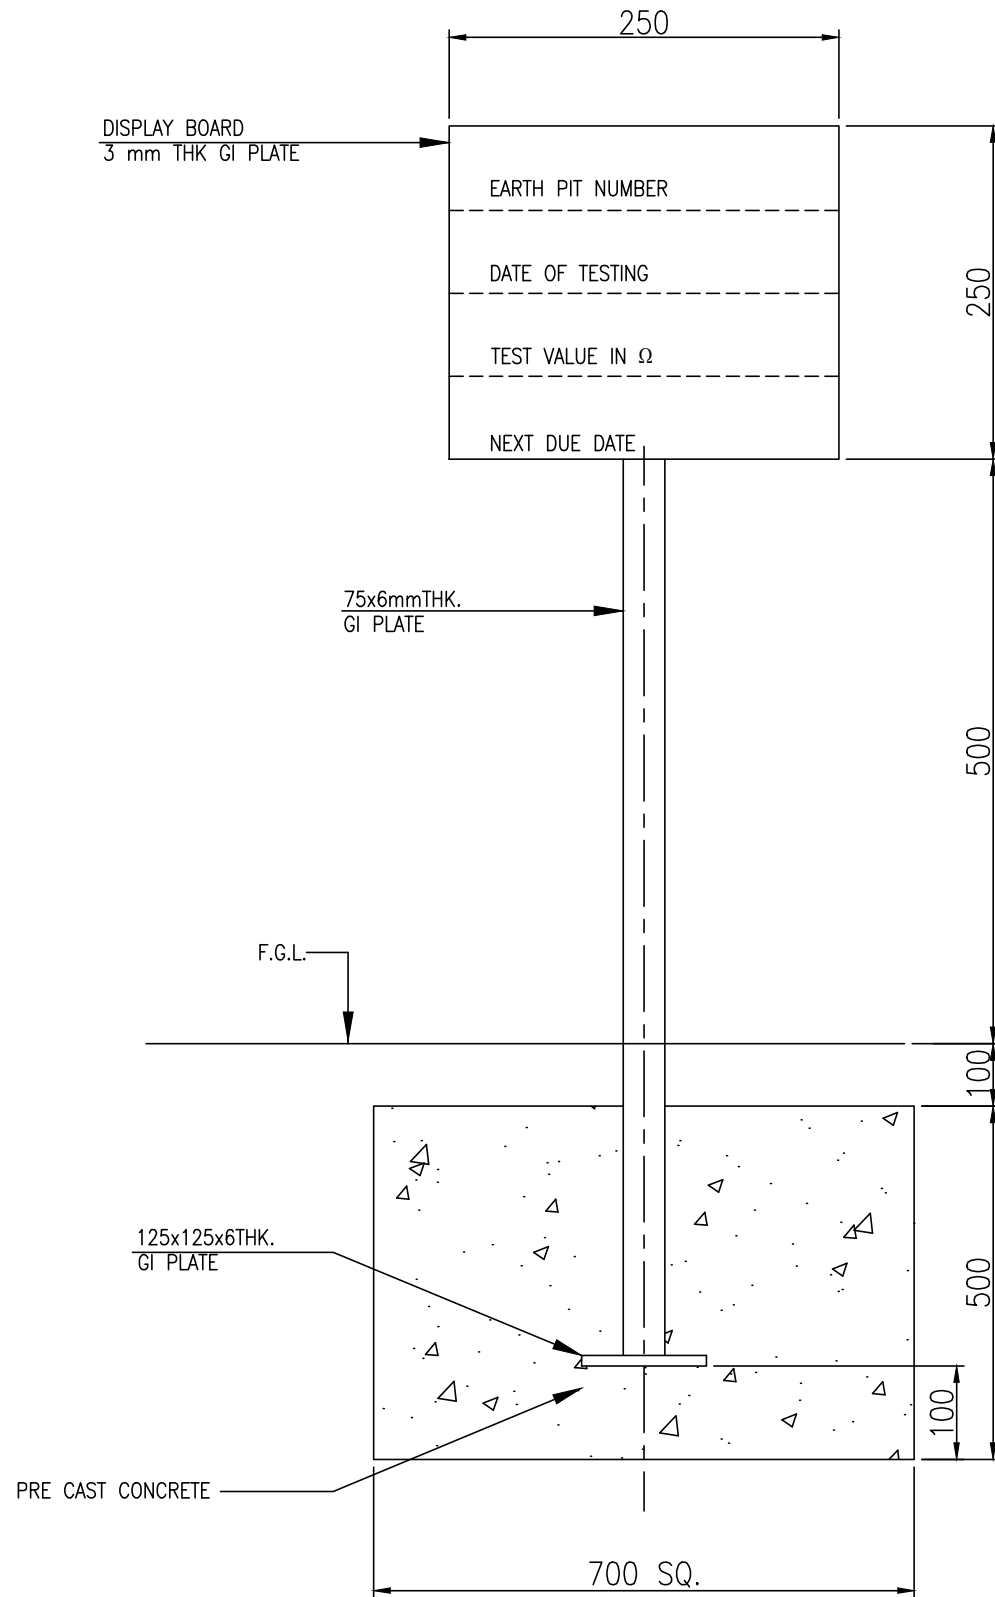 250
DISPLAY BOARD
3 mm THK GI PLATE
EARTH PIT NUMBER
DATE OF TESTING
250
TEST VALUE IN Ω
NEXT DUE DATE
75x6mmTHK.
GI PLATE
500
F.G.L.
100
125x125x6THK.
GI PLATE
500
100
PRE CAST CONCRETE
700 SQ.